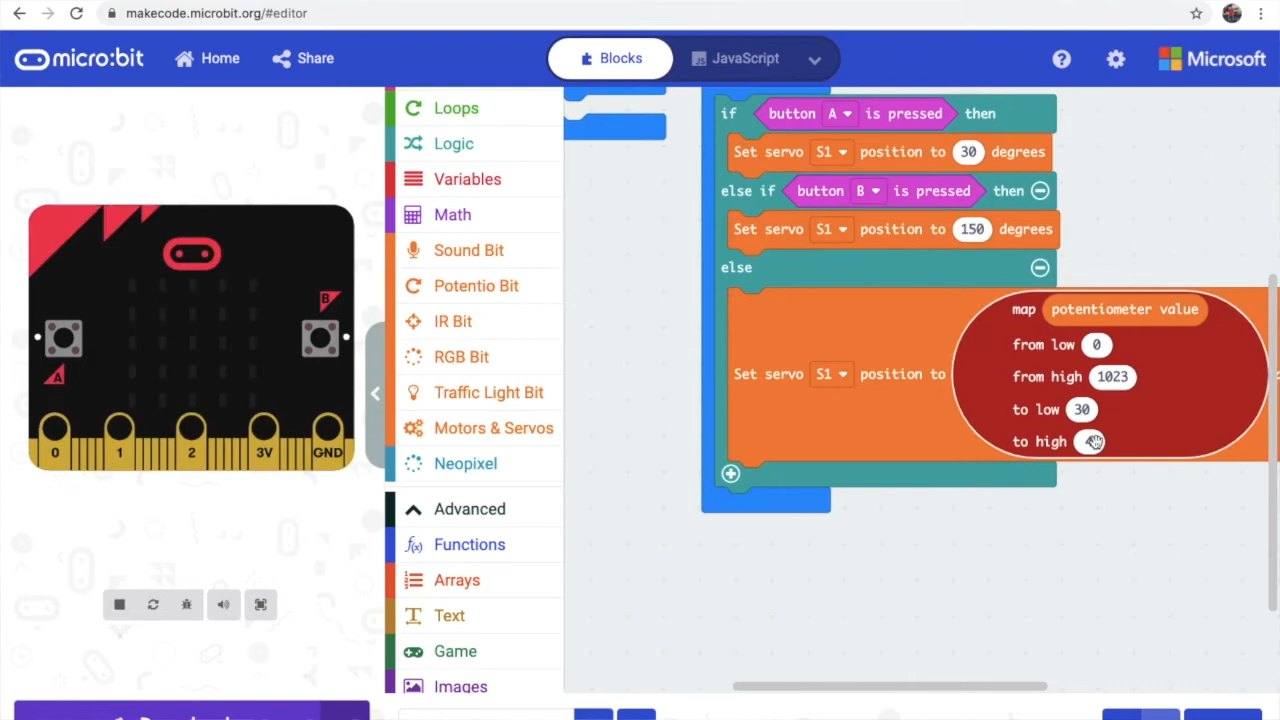 makecode.microbit.org/#editor
micro:bit
Home
Share
Blocks
JavaScript
Microsoft
Loops
Logic
Variables
Math
Sound Bit
Potentio Bit
IR Bit
RGB Bit
Traffic Light Bit
Motors & Servos
Neopixel
Advanced
Functions
Arrays
Text
Game
Images
A
B
0 1 2 3V GND
if button A is pressed then
Set servo S1 position to 30 degrees
else if button B is pressed then
Set servo S1 position to 150 degrees
else
Set servo S1 position to
map potentiometer value
from low 0
from high 1023
to low 30
to high